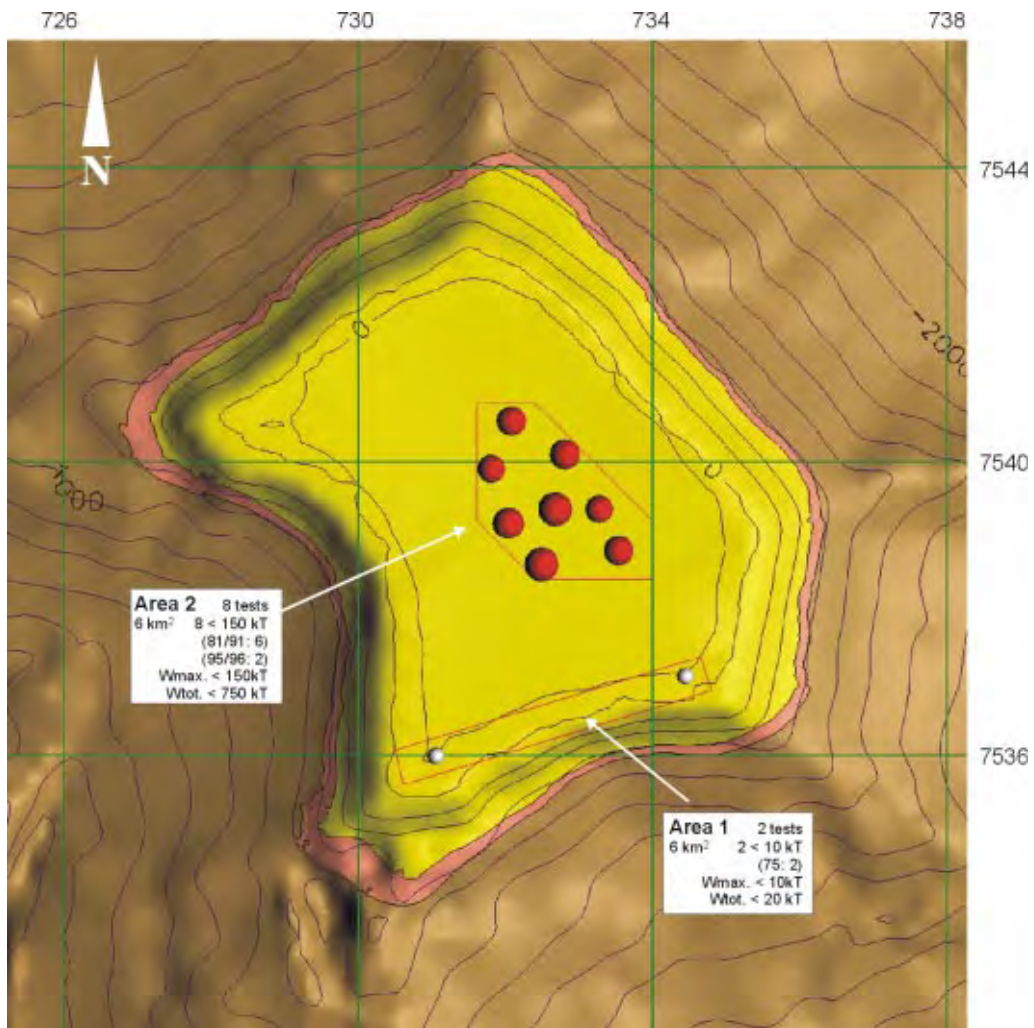 726 730 734 738
N
7544
-2000
0
0
7540
-1000
Area 2 8 tests
6 km² 8 < 150 kT
(81/91: 6)
(95/96: 2)
Wmax. < 150kT
Wtot. < 750 kT
7536
Area 1 2 tests
6 km² 2 < 10 kT
(75: 2)
Wmax. < 10kT
Wtot. < 20 kT